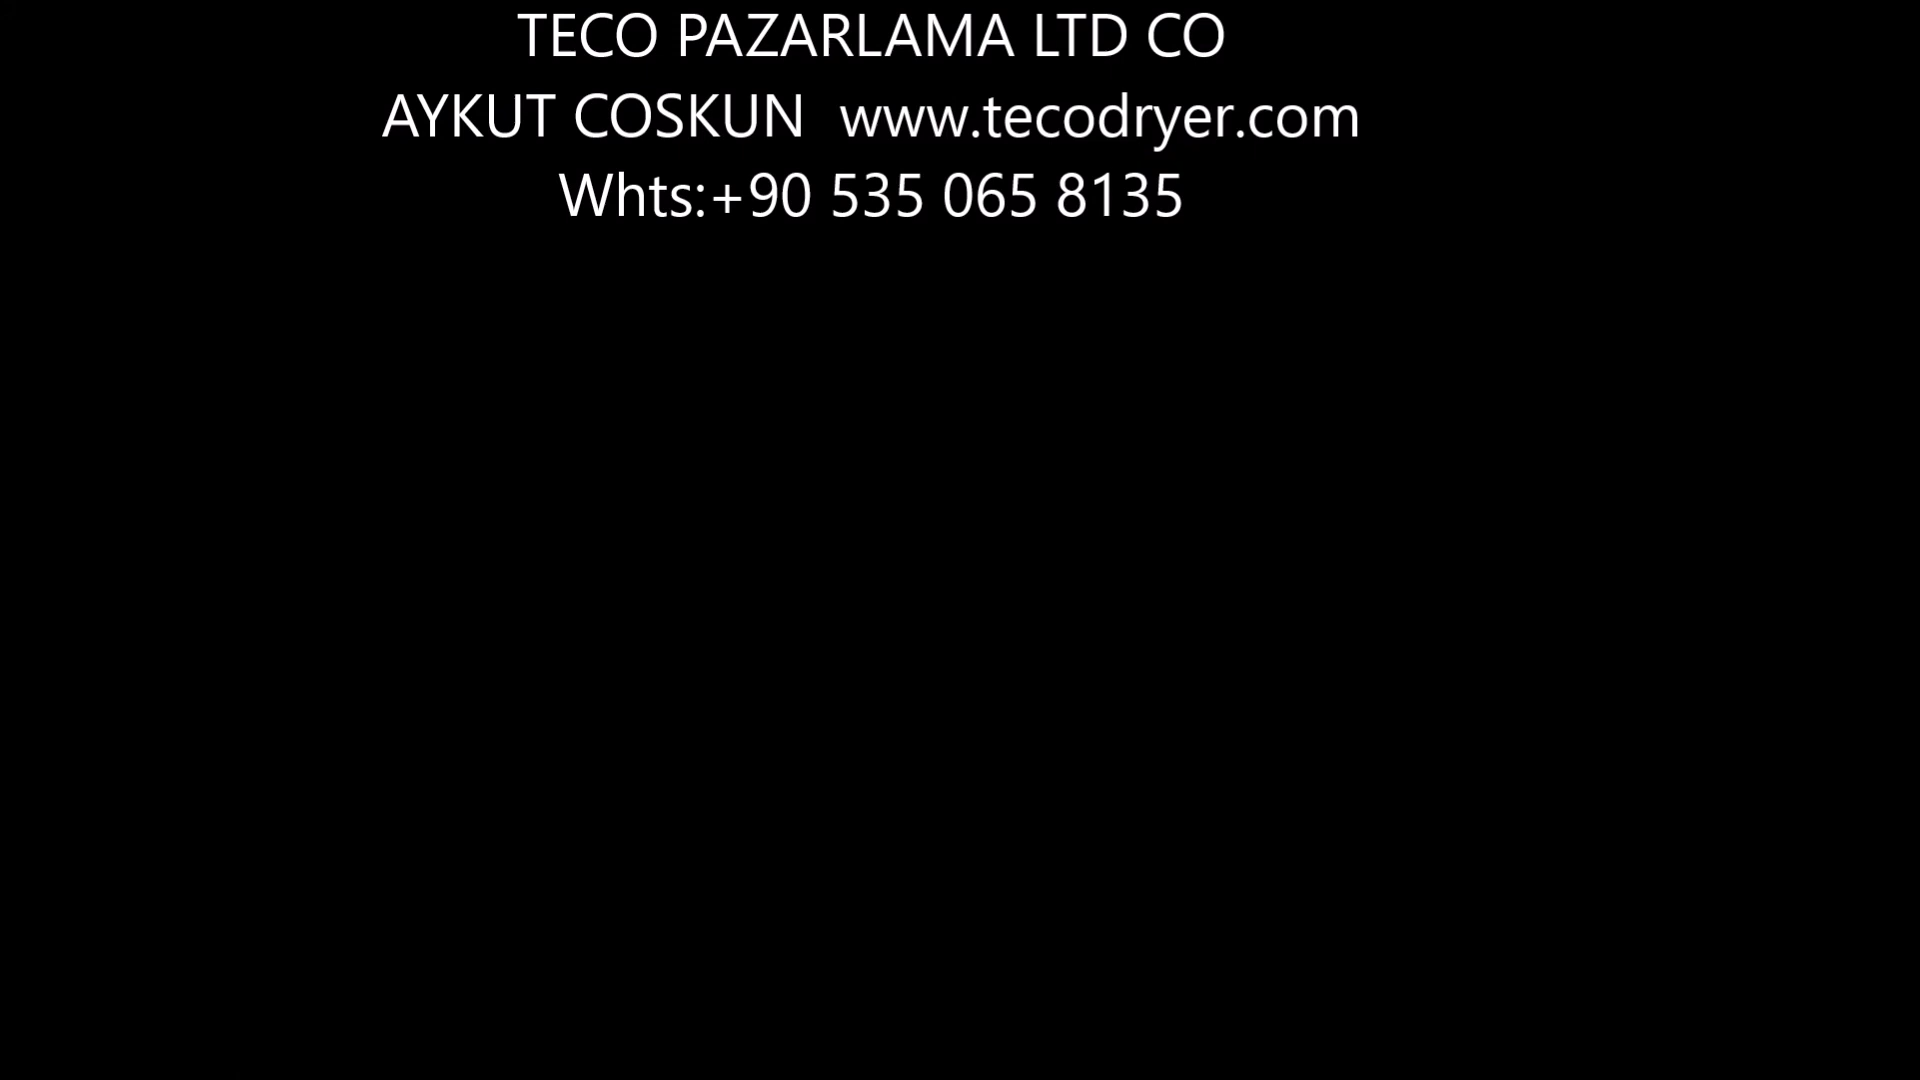 TECO PAZARLAMA LTD CO
AYKUT COSKUN  www.tecodryer.com
Whts:+90 535 065 8135